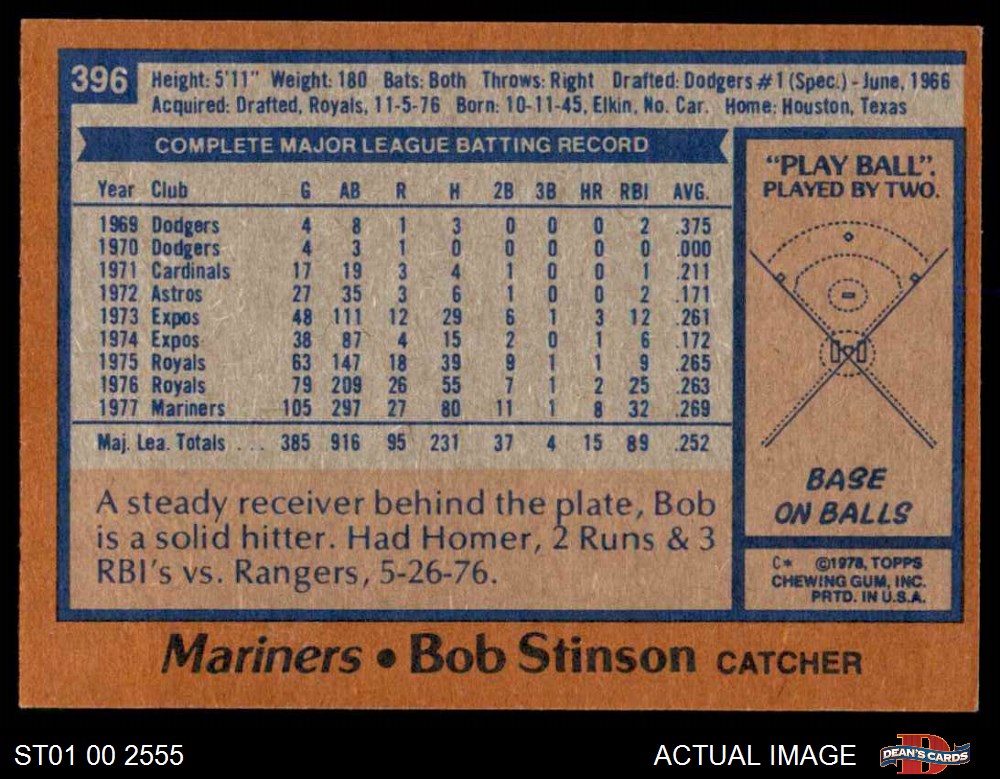 396
Height: 5'11" Weight: 180 Bats: Both Throws: Right Drafted: Dodgers #1 (Spec.) - June, 1966
Acquired: Drafted, Royals, 11-5-76 Born: 10-11-45, Elkin, No. Car. Home: Houston, Texas
COMPLETE MAJOR LEAGUE BATTING RECORD
Year Club G AB R H 2B 3B HR RBI AVG.
1969 Dodgers 4 8 1 3 0 0 0 2 .375
1970 Dodgers 4 3 1 0 0 0 0 0 .000
1971 Cardinals 17 19 3 4 1 0 0 1 .211
1972 Astros 27 35 3 6 1 0 0 2 .171
1973 Expos 48 111 12 29 6 1 3 12 .261
1974 Expos 38 87 4 15 2 0 1 6 .172
1975 Royals 63 147 18 39 9 1 1 9 .265
1976 Royals 79 209 26 55 7 1 2 25 .263
1977 Mariners 105 297 27 80 11 1 8 32 .269
Maj. Lea. Totals . . . 385 916 95 231 37 4 15 89 .252
A steady receiver behind the plate, Bob
is a solid hitter. Had Homer, 2 Runs & 3
RBI's vs. Rangers, 5-26-76.
"PLAY BALL".
PLAYED BY TWO.
BASE
ON BALLS
C* ©1978, TOPPS
CHEWING GUM, INC.
PRTD. IN U.S.A.
Mariners • Bob Stinson CATCHER
ST01 00 2555
ACTUAL IMAGE
D
DEAN'S CARDS